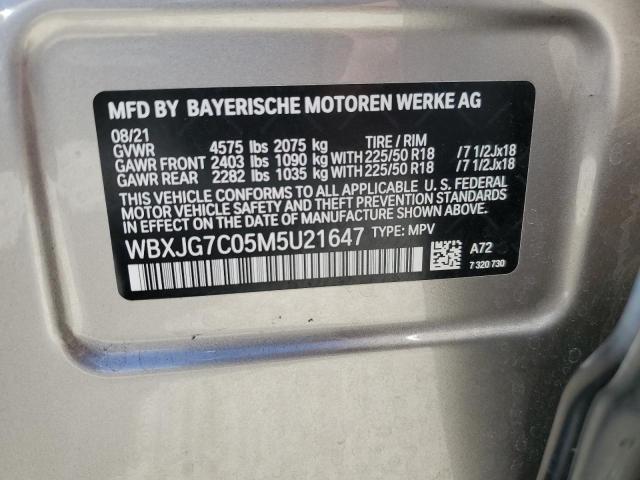 MFD BY BAYERISCHE MOTOREN WERKE AG
08/21 TIRE / RIM
GVWR 4575 lbs 2075 kg
GAWR FRONT 2403 lbs 1090 kg WITH 225/50 R18 /7 1/2Jx18
GAWR REAR 2282 lbs 1035 kg WITH 225/50 R18 /7 1/2Jx18
THIS VEHICLE CONFORMS TO ALL APPLICABLE U. S. FEDERAL
MOTOR VEHICLE SAFETY, BUMPER, AND THEFT PREVENTION STANDARDS
IN EFFECT ON THE DATE OF MANUFACTURE SHOWN ABOVE.
WBXJG7C05M5U21647 TYPE: MPV
A72
7 320 730